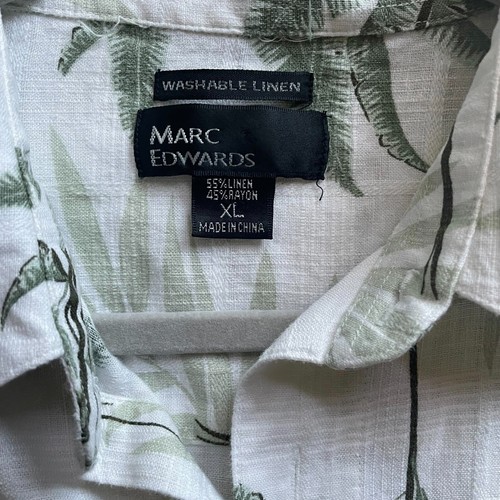 WASHABLE LINEN
MARC
EDWARDS
55%LINEN
45%RAYON
XL
MADE IN CHINA